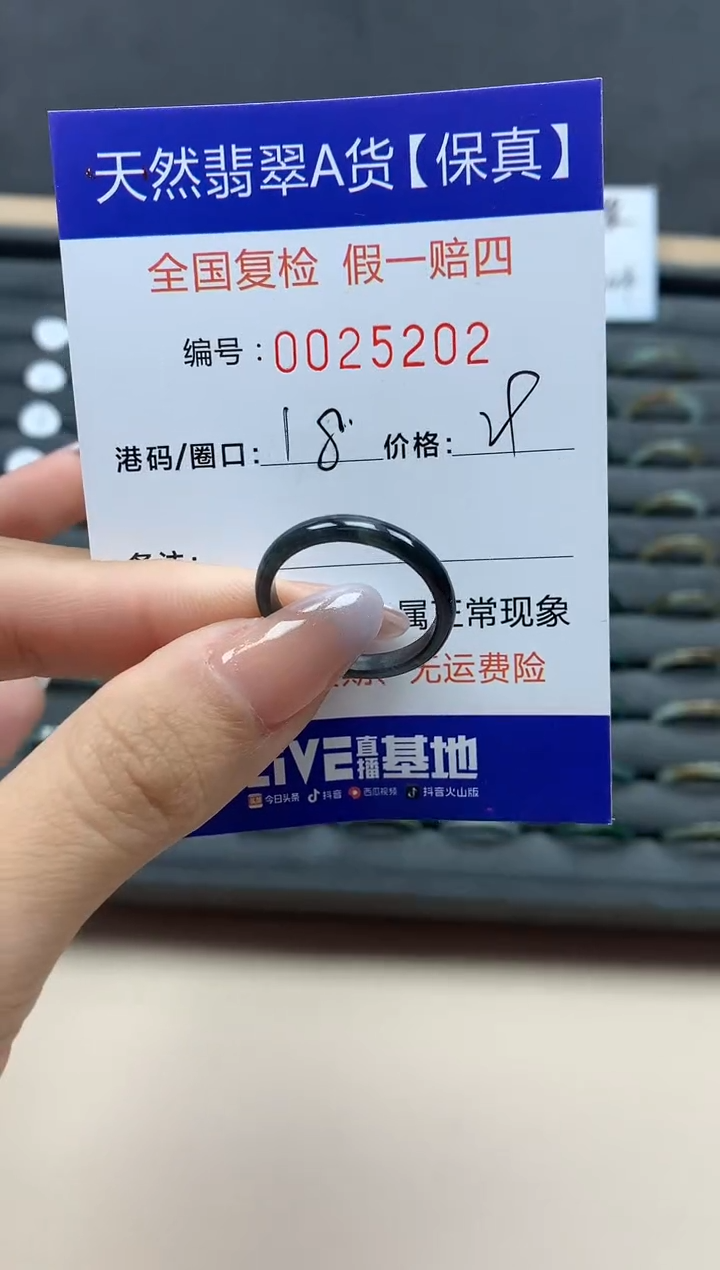 天然翡翠A货【保真】
全国复检 假一赔四
编号：0025202
港码/圈口： 18 价格：
属正常现象
无运费险
LIVE直播基地
今日头条 抖音 西瓜视频 抖音火山版